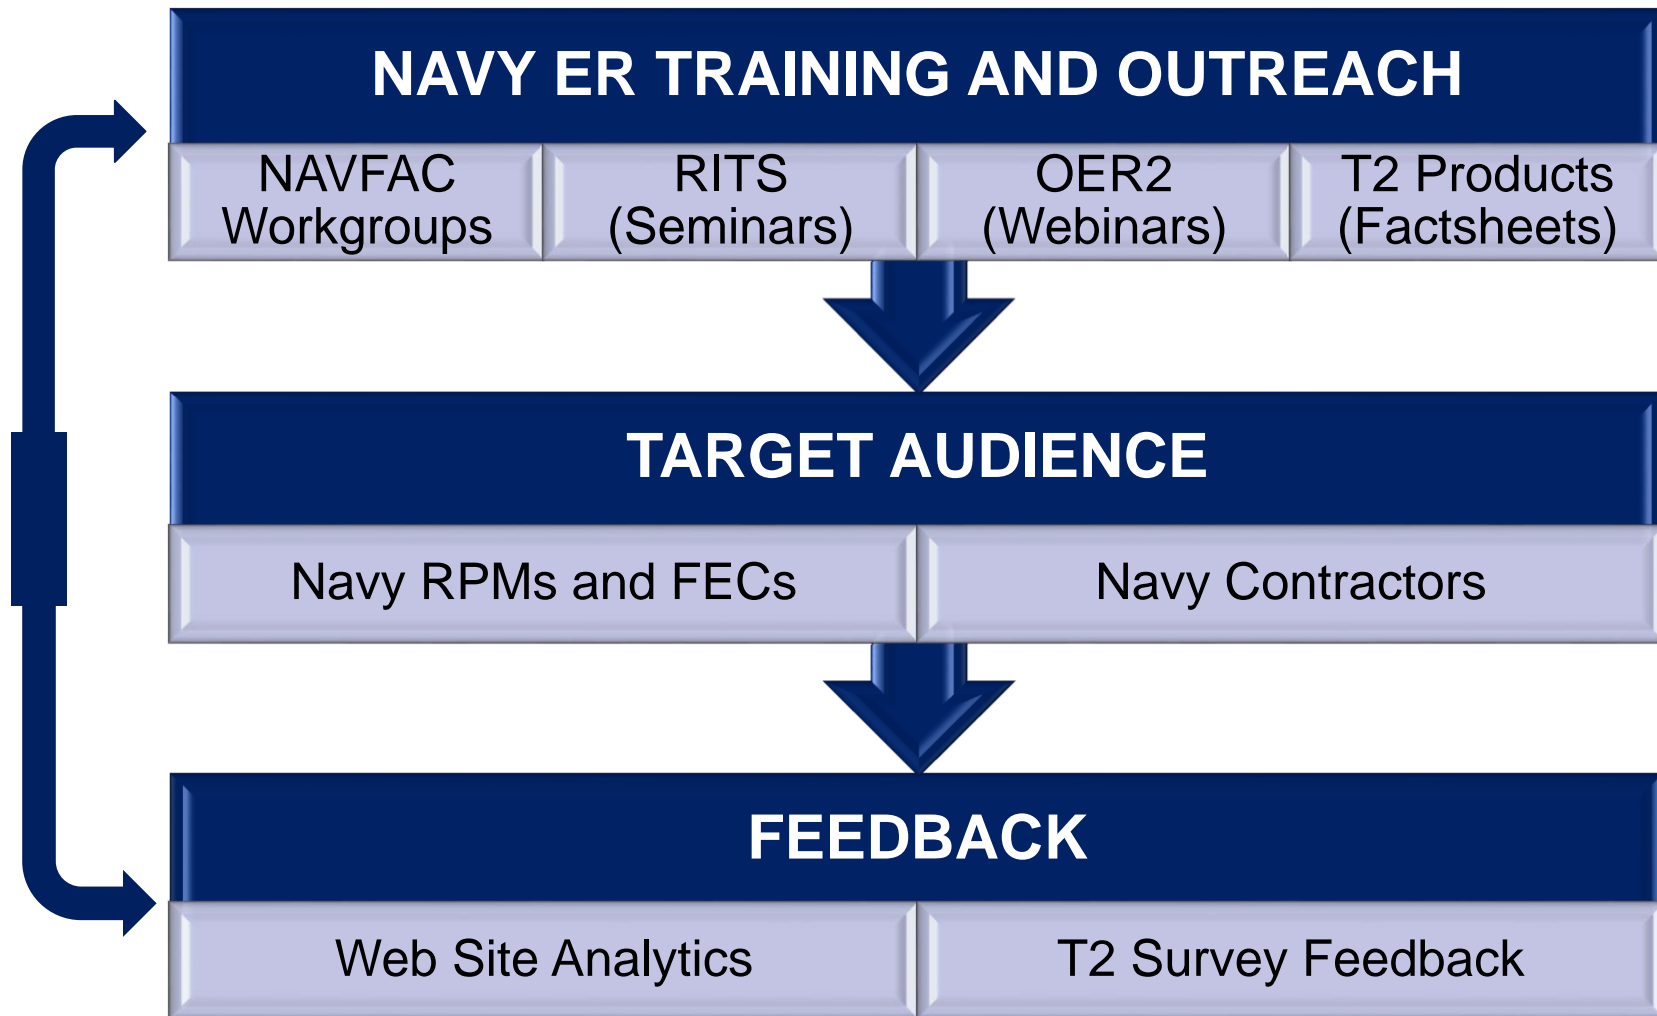 NAVY ER TRAINING AND OUTREACH
NAVFAC
Workgroups
RITS
(Seminars)
OER2
(Webinars)
T2 Products
(Factsheets)
TARGET AUDIENCE
Navy RPMs and FECs
Navy Contractors
FEEDBACK
Web Site Analytics
T2 Survey Feedback